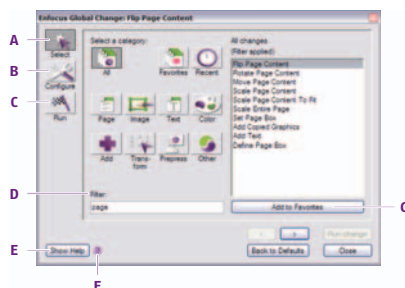 Enfocus Global Change: Flip Page Content
A
Select
B
Configure
C
Run
Select a category:
All
Favorites
Recent
Page
Image
Text
Color
Add
Trans-
form
Prepress
Other
D
Filter:
page
All changes
(Filter applied)
Flip Page Content
Rotate Page Content
Move Page Content
Scale Page Content
Scale Page Content To Fit
Scale Entire Page
Set Page Box
Add Copied Graphics
Add Text
Define Page Box
Add to Favorites
<
>
Run change
E
Show Help
Back to Defaults
Close